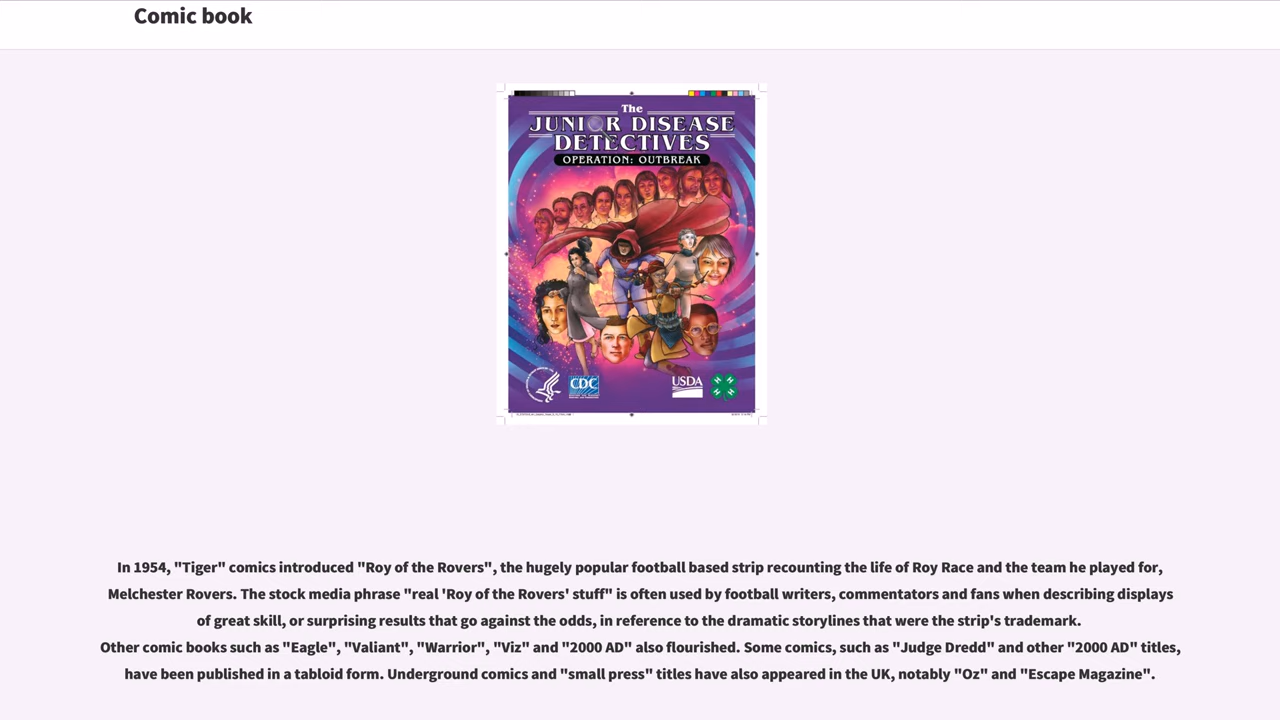 Comic book
The
JUNIOR DISEASE
DETECTIVES
OPERATION: OUTBREAK
CDC
USDA
H H
H H
In 1954, "Tiger" comics introduced "Roy of the Rovers", the hugely popular football based strip recounting the life of Roy Race and the team he played for,
Melchester Rovers. The stock media phrase "real 'Roy of the Rovers' stuff" is often used by football writers, commentators and fans when describing displays
of great skill, or surprising results that go against the odds, in reference to the dramatic storylines that were the strip's trademark.
Other comic books such as "Eagle", "Valiant", "Warrior", "Viz" and "2000 AD" also flourished. Some comics, such as "Judge Dredd" and other "2000 AD" titles,
have been published in a tabloid form. Underground comics and "small press" titles have also appeared in the UK, notably "Oz" and "Escape Magazine".